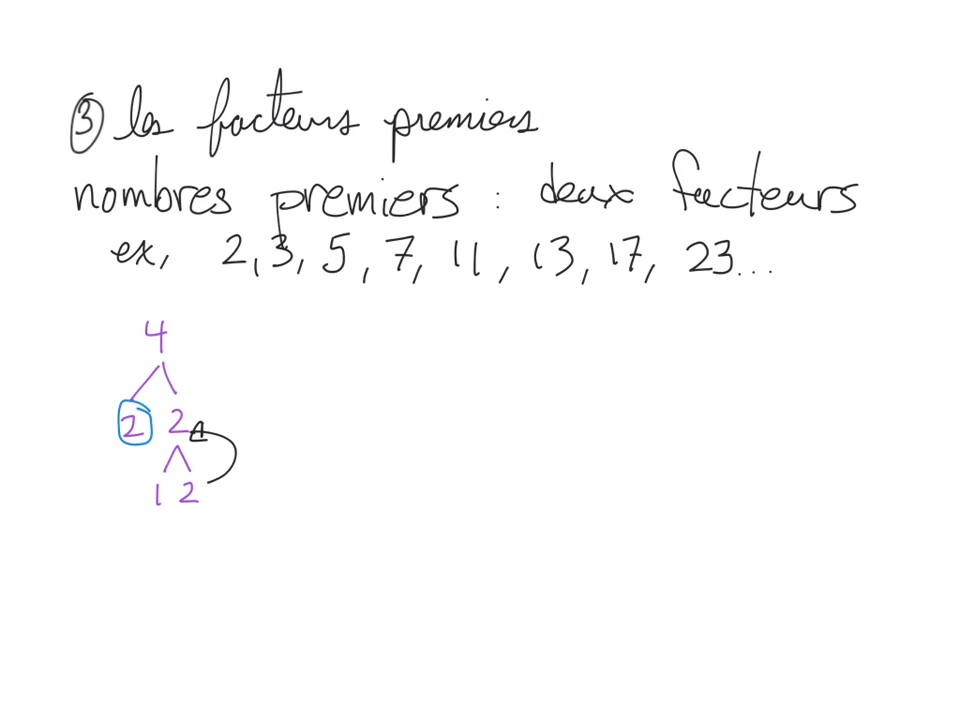 ③ les facteurs premiers
nombres premiers : deux facteurs
ex, 2, 3, 5, 7, 11, 13, 17, 23...
4
2 2
1 2